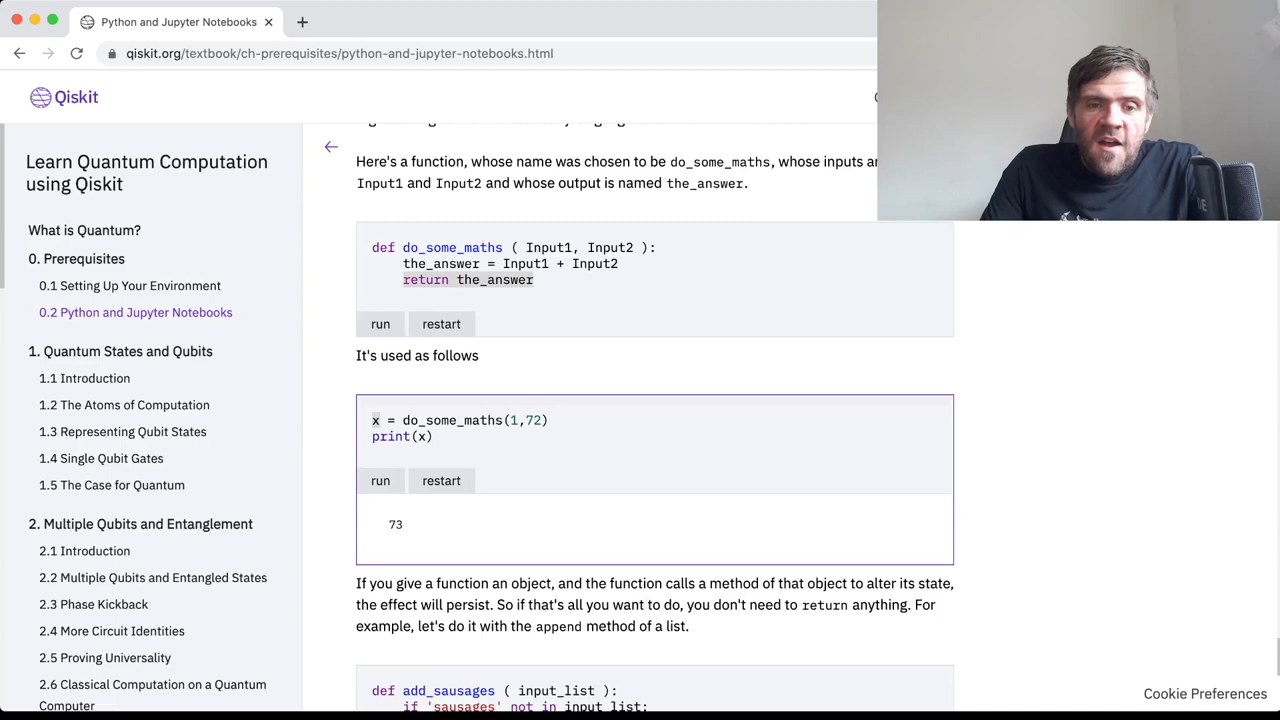 Python and Jupyter Notebooks
qiskit.org/textbook/ch-prerequisites/python-and-jupyter-notebooks.html
Qiskit
Learn Quantum Computation
using Qiskit
What is Quantum?
0. Prerequisites
0.1 Setting Up Your Environment
0.2 Python and Jupyter Notebooks
1. Quantum States and Qubits
1.1 Introduction
1.2 The Atoms of Computation
1.3 Representing Qubit States
1.4 Single Qubit Gates
1.5 The Case for Quantum
2. Multiple Qubits and Entanglement
2.1 Introduction
2.2 Multiple Qubits and Entangled States
2.3 Phase Kickback
2.4 More Circuit Identities
2.5 Proving Universality
2.6 Classical Computation on a Quantum
Computer
Here's a function, whose name was chosen to be do_some_maths, whose inputs ar
Input1 and Input2 and whose output is named the_answer.
def do_some_maths ( Input1, Input2 ):
the_answer = Input1 + Input2
return the_answer
run restart
It's used as follows
x = do_some_maths(1,72)
print(x)
run restart
73
If you give a function an object, and the function calls a method of that object to alter its state,
the effect will persist. So if that's all you want to do, you don't need to return anything. For
example, let's do it with the append method of a list.
def add_sausages ( input_list ):
if 'sausages' not in input_list:
Cookie Preferences